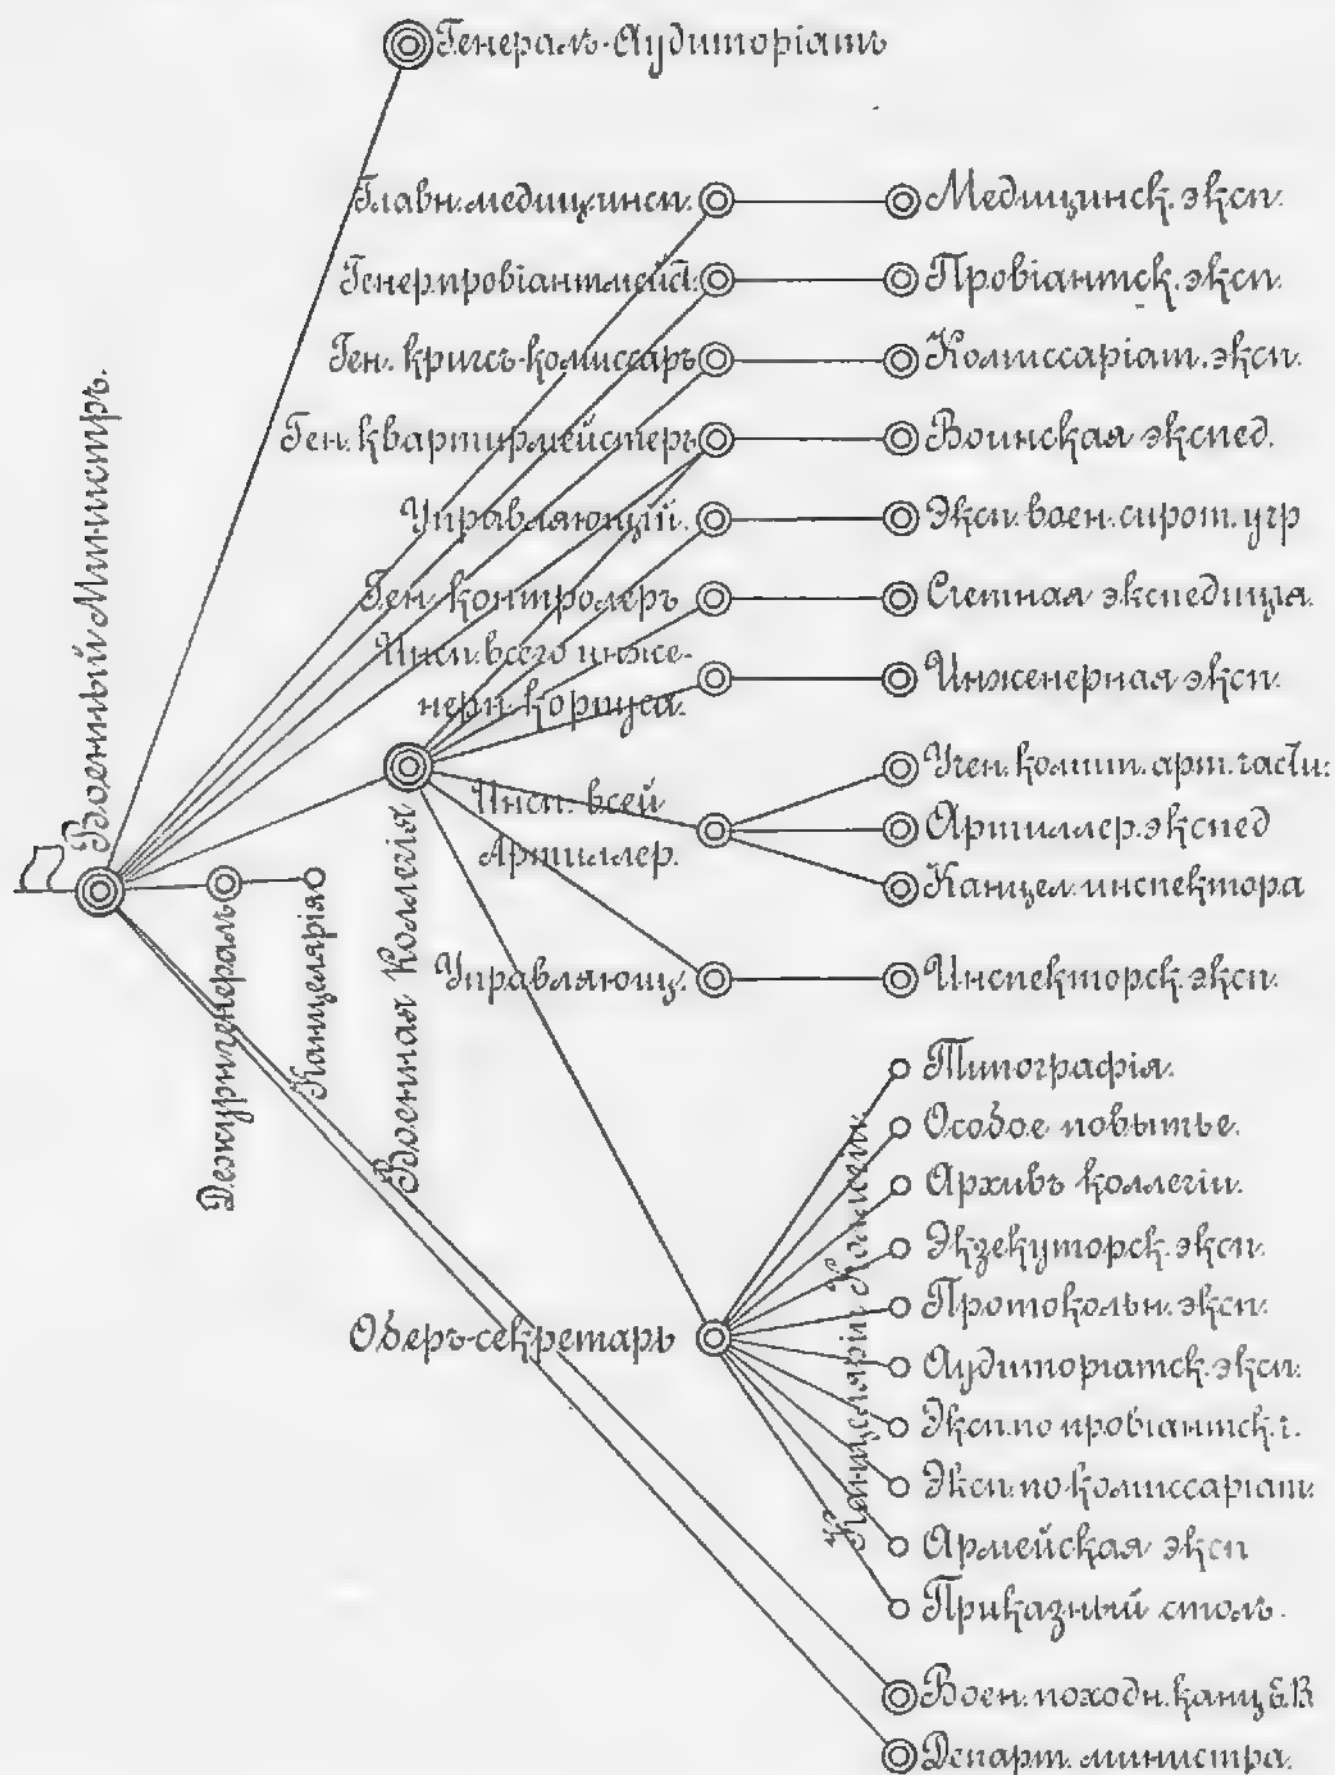 Генералъ-Аудиторіатъ
Главн. медиц. инсп.
Медицинск. эксп.
Генерпровіантмейст.
Провіантск. эксп.
Ген. кригсъ-комиссаръ
Комиссаріат. эксп.
Ген. квартирмейстеръ
Воинская экспед.
Управляющій.
Эксп. воен. сирот. учр
Ген. контролеръ
Счетная экспедиція.
Инсп. всего инже-
нерн. корпуса.
Инженерная эксп.
Военный Министръ.
Военная Коллегія
Инсп. всей
Артиллер.
Учен. комит. арт. части:
Артиллер. экспед
Канцел. инспектора
Дежурн. генералъ
Канцелярія
Управляющ.
Инспекторск. эксп.
Оберъ-секретарь
Канцелярія Коллегіи
Типографія.
Особое повытье.
Архивъ коллегіи.
Экзекуторск. эксп.
Протокольн. эксп.
Аудиторіатск. эксп.
Эксп. по провіантск. ч.
Эксп. по комиссаріат.
Армейская эксп
Приказный столъ.
Воен. походн. канц Е.В
Департ. министра.